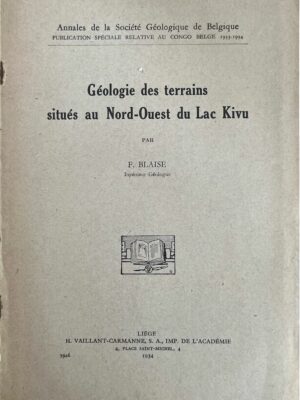 Annales de la Société Géologique de Belgique
PUBLICATION SPÉCIALE RELATIVE AU CONGO BELGE 1933-1934
Géologie des terrains
situés au Nord-Ouest du Lac Kivu
PAR
F. BLAISE
Ingénieur Géologue
LIÉGE
H. VAILLANT-CARMANNE, S. A., IMP. DE L'ACADÉMIE
4, PLACE SAINT-MICHEL, 4
1934